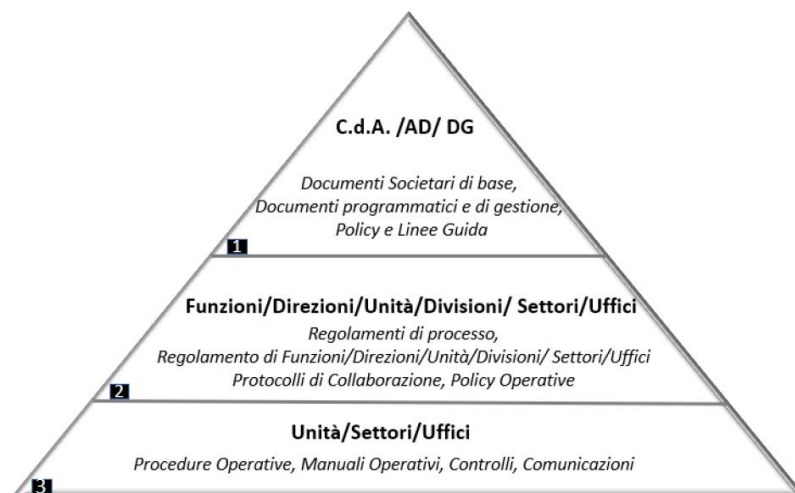 C.d.A. /AD/ DG
Documenti Societari di base,
Documenti programmatici e di gestione,
Policy e Linee Guida
1
Funzioni/Direzioni/Unità/Divisioni/ Settori/Uffici
Regolamenti di processo,
Regolamento di Funzioni/Direzioni/Unità/Divisioni/ Settori/Uffici
Protocolli di Collaborazione, Policy Operative
2
Unità/Settori/Uffici
Procedure Operative, Manuali Operativi, Controlli, Comunicazioni
3